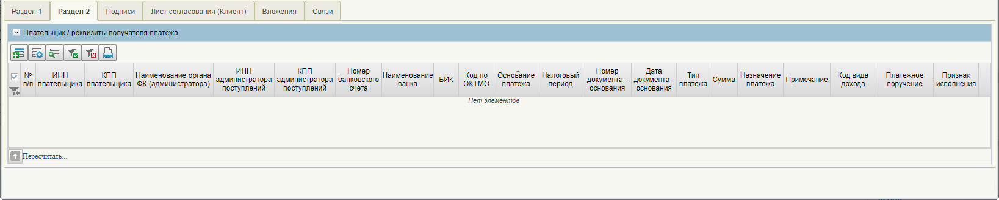 Раздел 1 Раздел 2 Подписи Лист согласования (Клиент) Вложения Связи
Плательщик / реквизиты получателя платежа
№ п/п
ИНН плательщика
КПП плательщика
Наименование органа ФК (администратора)
ИНН администратора поступлений
КПП администратора поступлений
Номер банковского счета
Наименование банка
БИК
Код по ОКТМО
Основание платежа
Налоговый период
Номер документа - основания
Дата документа - основания
Тип платежа
Сумма
Назначение платежа
Примечание
Код вида дохода
Платежное поручение
Признак исполнения
Нет элементов
Пересчитать...